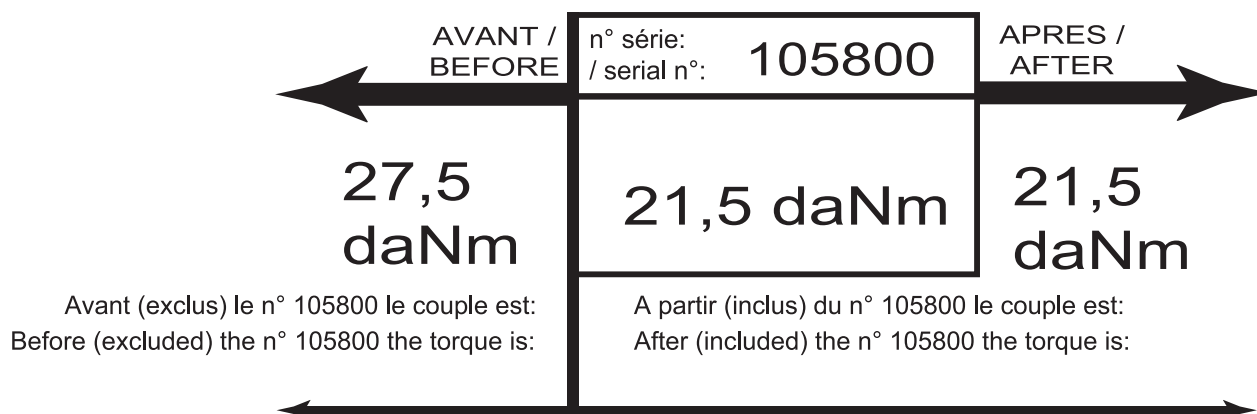 AVANT /
BEFORE
n° série:
/ serial n°:
105800
APRES /
AFTER
27,5
daNm
21,5 daNm
21,5
daNm
Avant (exclus) le n° 105800 le couple est:
Before (excluded) the n° 105800 the torque is:
A partir (inclus) du n° 105800 le couple est:
After (included) the n° 105800 the torque is: